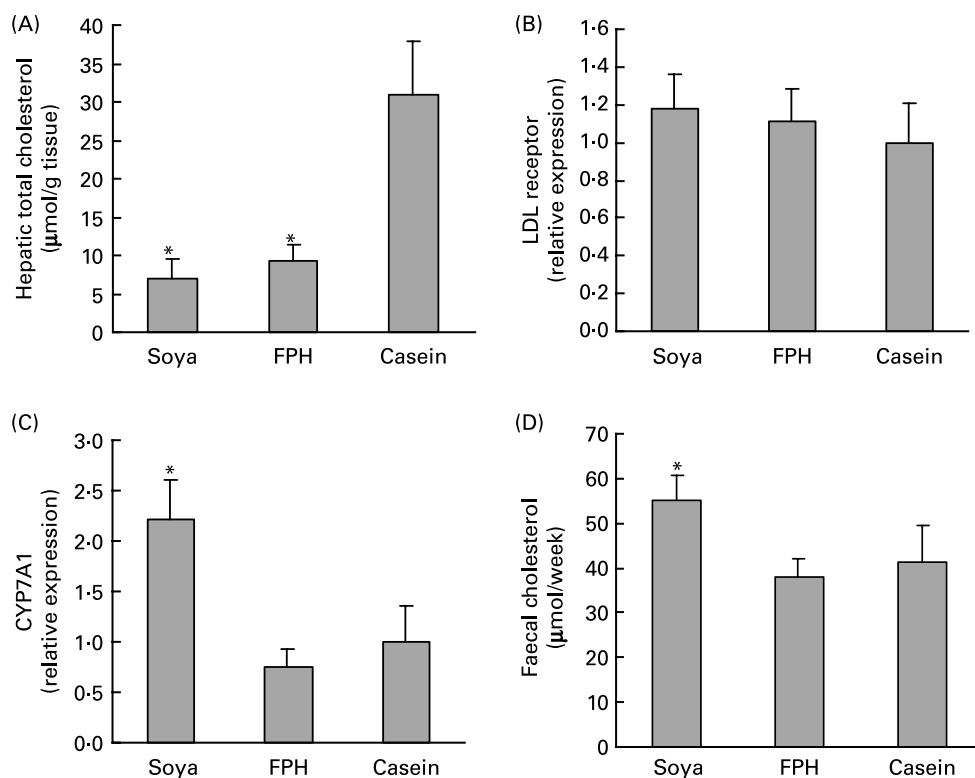 (A)
Hepatic total cholesterol
(μmol/g tissue)
40
35
30
25
20
15
10
5
0
*
*
Soya FPH Casein
(B)
LDL receptor
(relative expression)
1·6
1·4
1·2
1·0
0·8
0·6
0·4
0·2
0·0
Soya FPH Casein
(C)
CYP7A1
(relative expression)
3·0
2·5
2·0
1·5
1·0
0·5
0·0
*
Soya FPH Casein
(D)
Faecal cholesterol
(μmol/week)
70
60
50
40
30
20
10
0
*
Soya FPH Casein